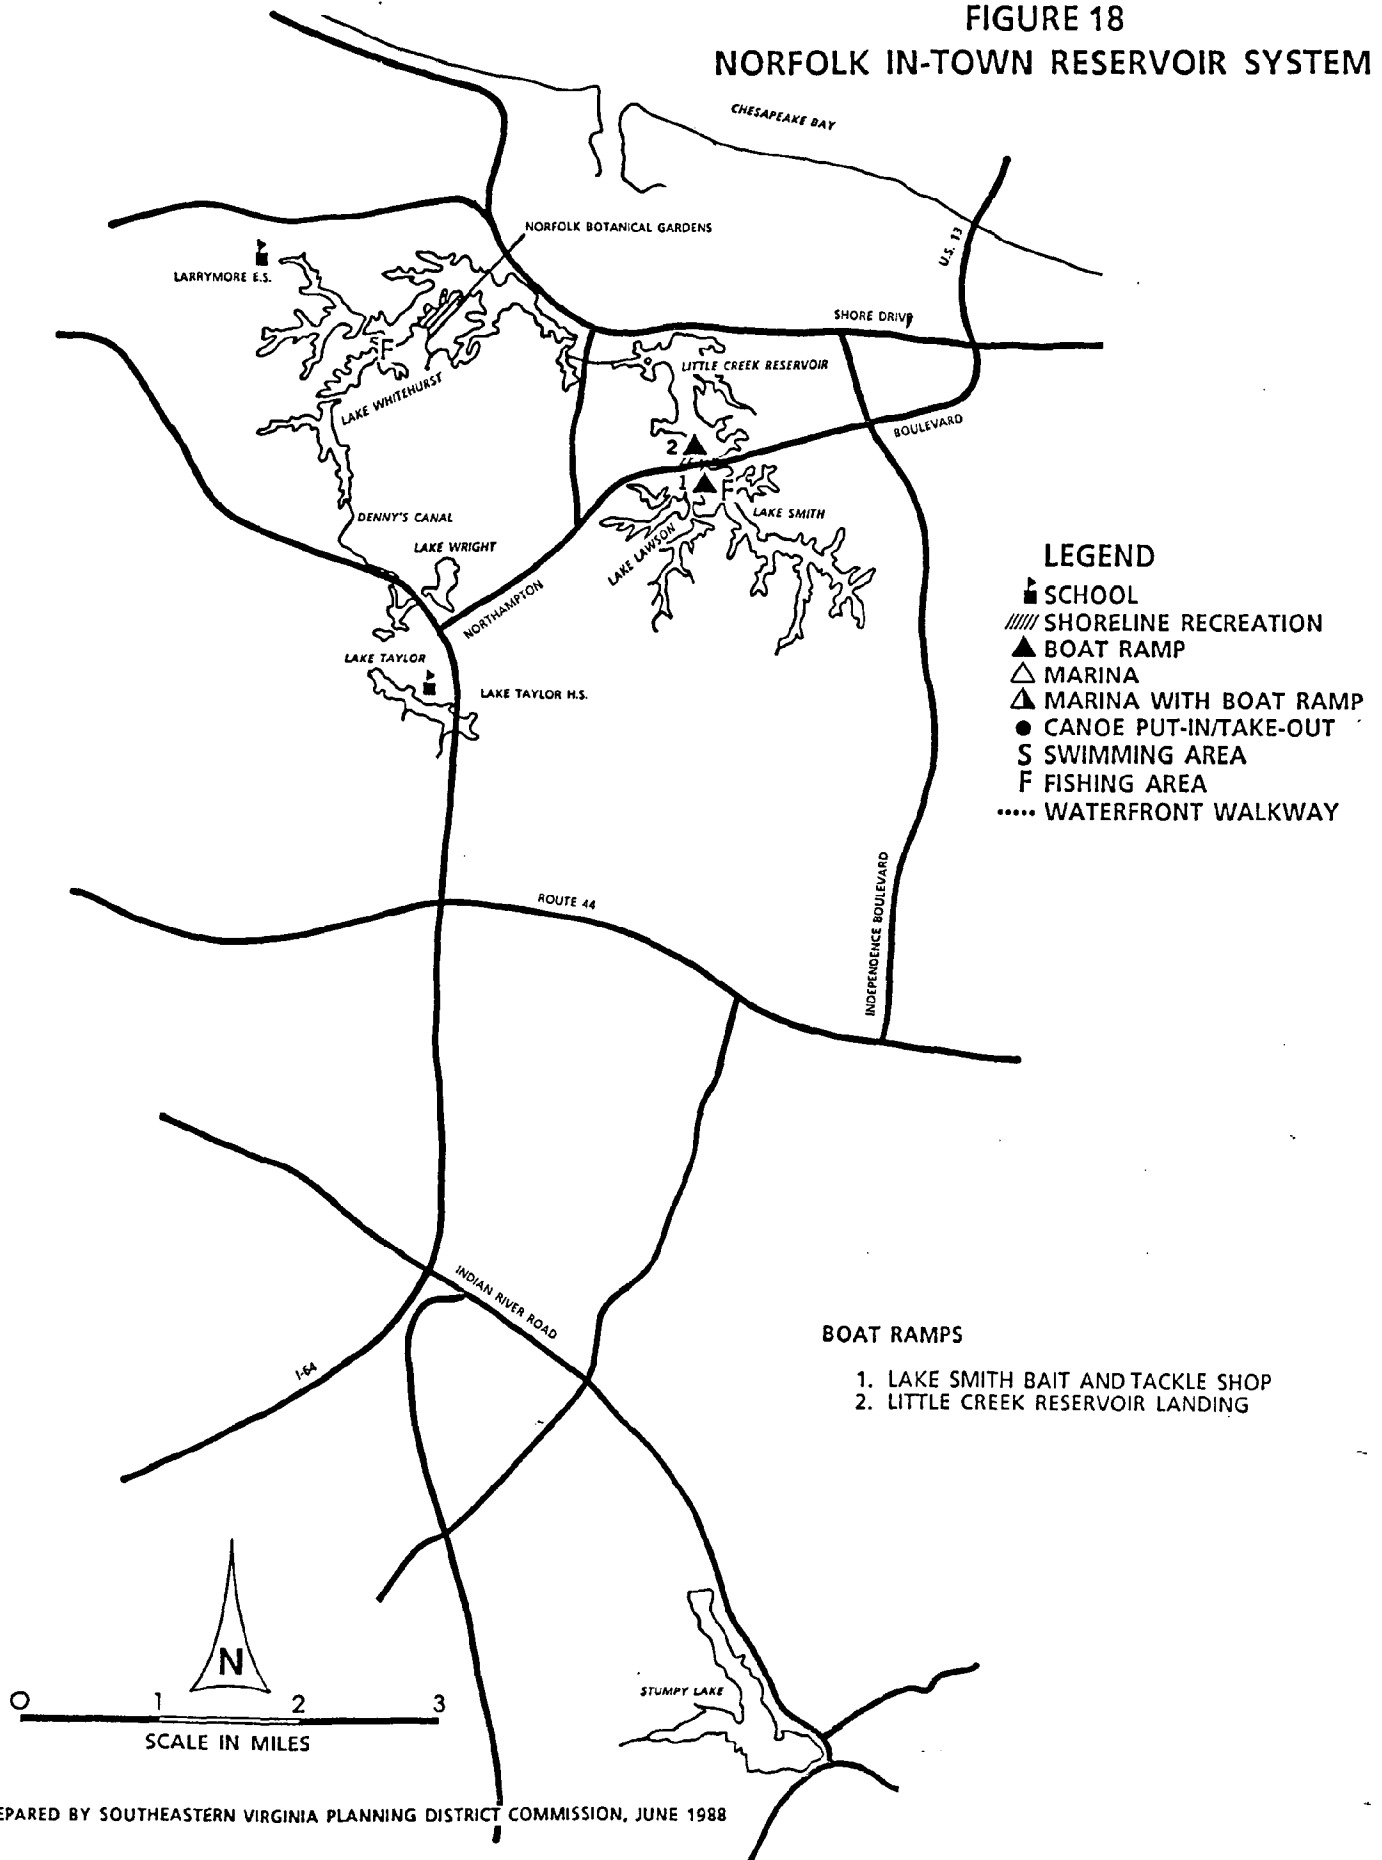 FIGURE 18
NORFOLK IN-TOWN RESERVOIR SYSTEM
CHESAPEAKE BAY
NORFOLK BOTANICAL GARDENS
U.S. 13
LARRYMORE E.S.
SHORE DRIVE
F
LITTLE CREEK RESERVOIR
LAKE WHITEHURST
BOULEVARD
2
1
F
LAKE SMITH
DENNY'S CANAL
LAKE LAWSON
LAKE WRIGHT
NORTHAMPTON
LAKE TAYLOR
LAKE TAYLOR H.S.
LEGEND
SCHOOL
SHORELINE RECREATION
BOAT RAMP
MARINA
MARINA WITH BOAT RAMP
CANOE PUT-IN/TAKE-OUT
S SWIMMING AREA
F FISHING AREA
WATERFRONT WALKWAY
ROUTE 44
INDEPENDENCE BOULEVARD
INDIAN RIVER ROAD
I-64
BOAT RAMPS
1. LAKE SMITH BAIT AND TACKLE SHOP
2. LITTLE CREEK RESERVOIR LANDING
N
STUMPY LAKE
0 1 2 3
SCALE IN MILES
EPARED BY SOUTHEASTERN VIRGINIA PLANNING DISTRICT COMMISSION, JUNE 1988